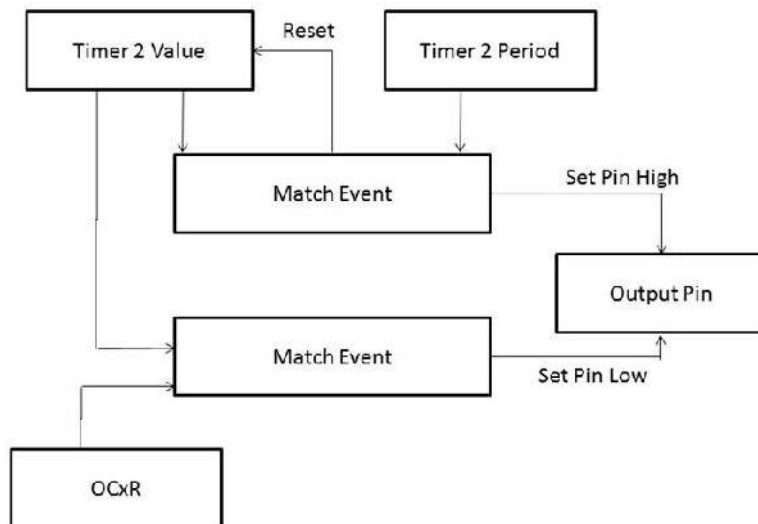 Reset
Timer 2 Value
Timer 2 Period
Match Event
Set Pin High
Output Pin
Match Event
Set Pin Low
OCxR